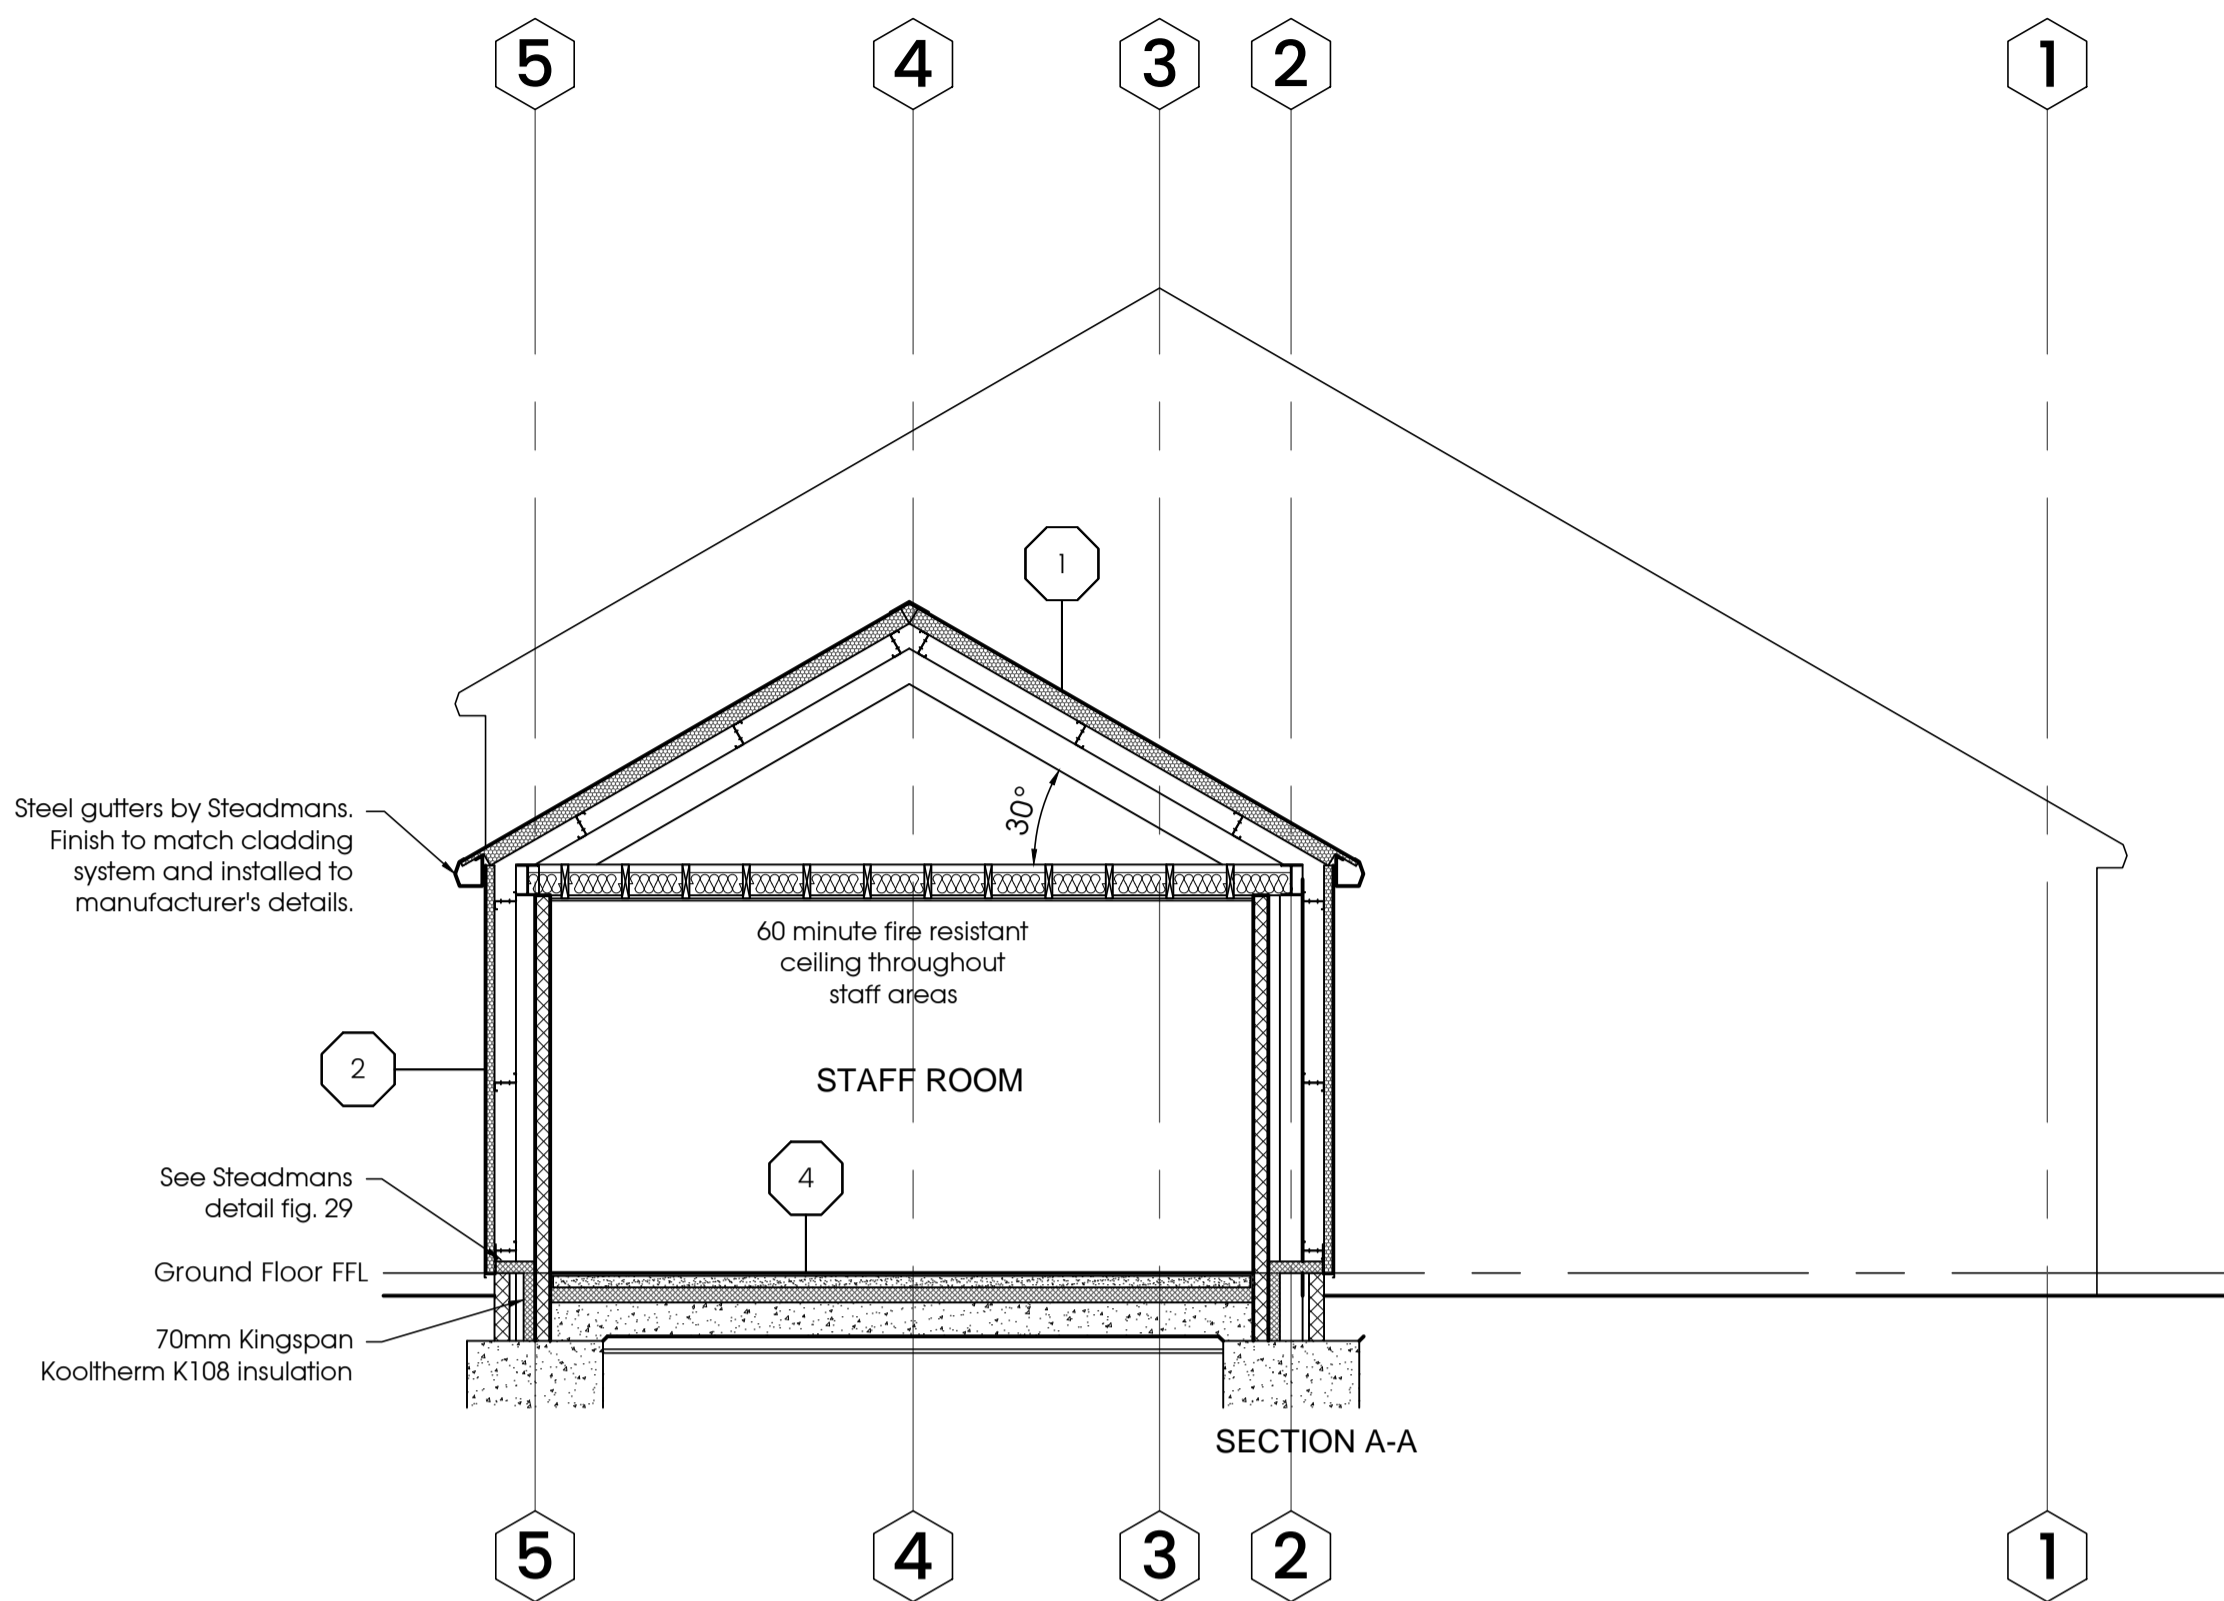 5 4 3 2 1
1
30°
Steel gutters by Steadmans.
Finish to match cladding
system and installed to
manufacturer's details.
60 minute fire resistant
ceiling throughout
staff areas
2
STAFF ROOM
See Steadmans
detail fig. 29
4
Ground Floor FFL
70mm Kingspan
Kooltherm K108 insulation
SECTION A-A
5 4 3 2 1